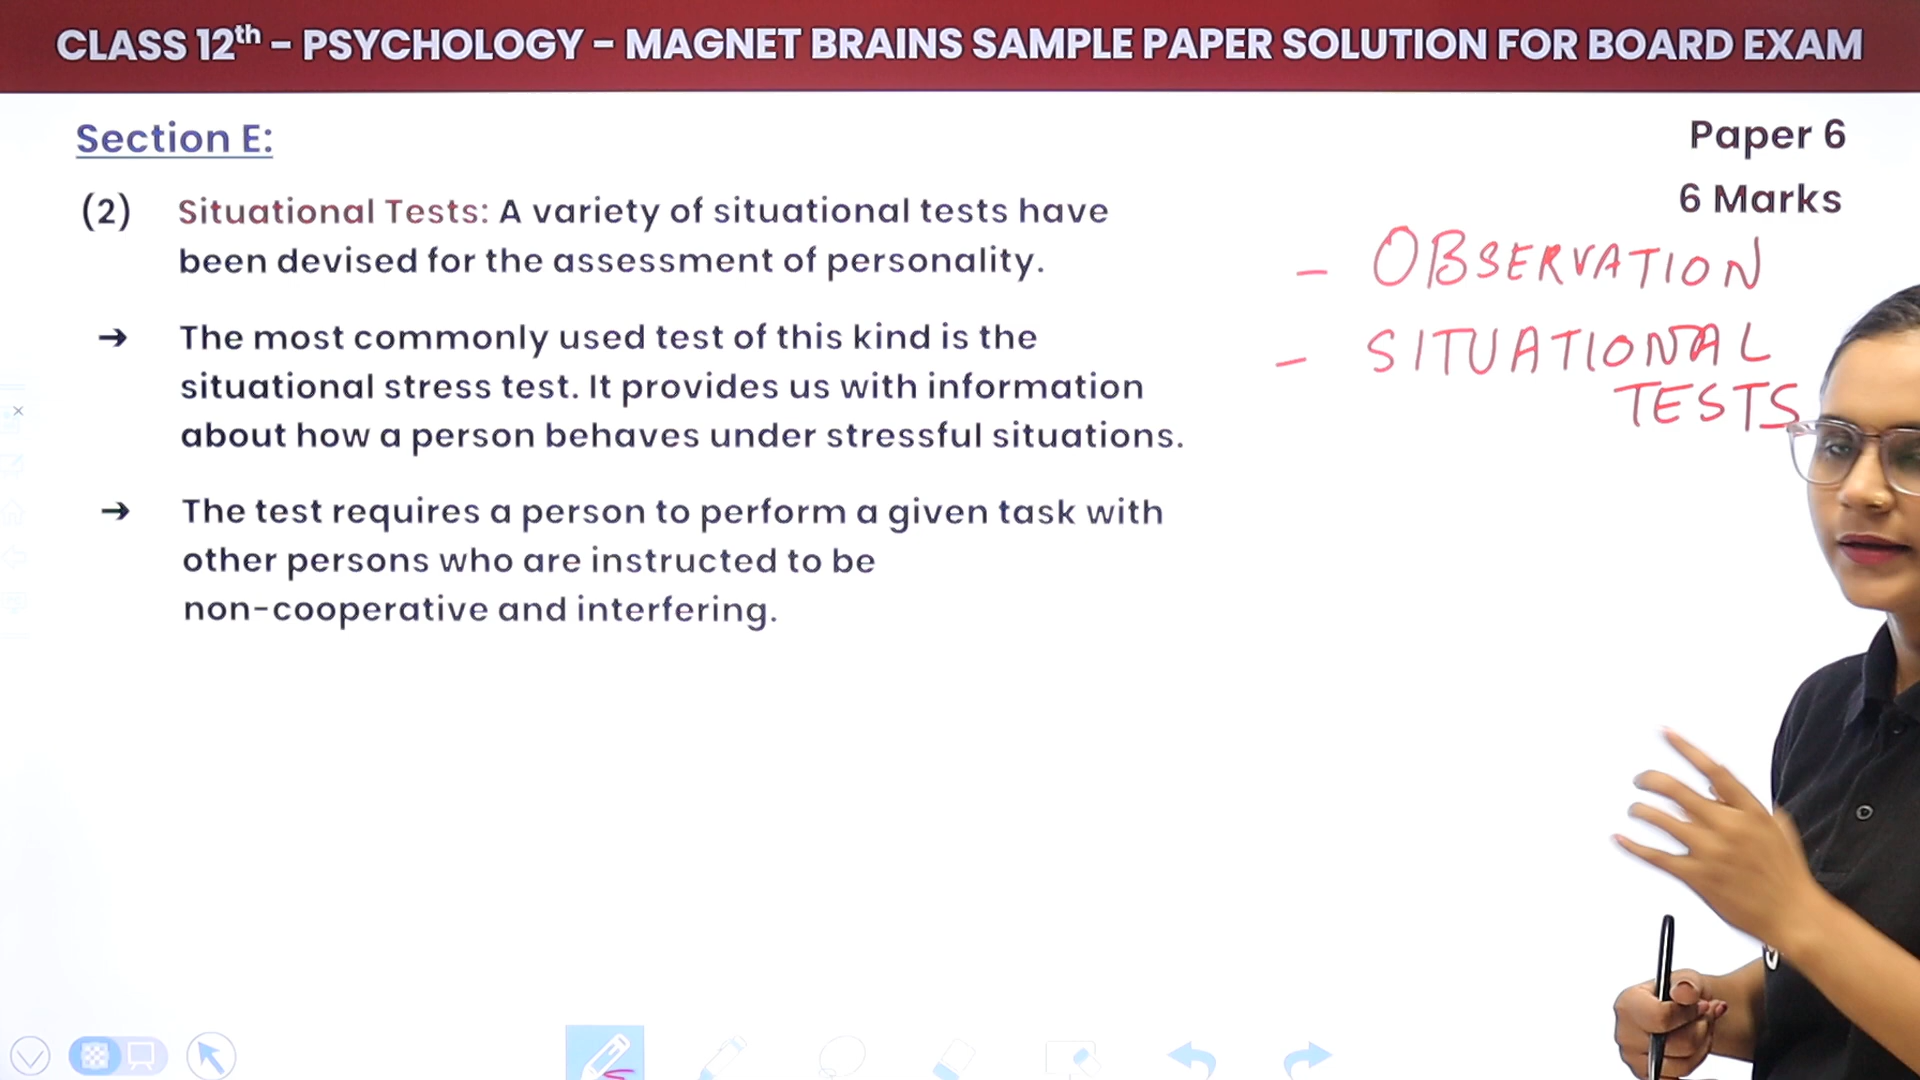 CLASS 12th - PSYCHOLOGY - MAGNET BRAINS SAMPLE PAPER SOLUTION FOR BOARD EXAM
Section E:
Paper 6
6 Marks
(2) Situational Tests: A variety of situational tests have
been devised for the assessment of personality.
→ The most commonly used test of this kind is the
situational stress test. It provides us with information
about how a person behaves under stressful situations.
→ The test requires a person to perform a given task with
other persons who are instructed to be
non-cooperative and interfering.
- OBSERVATION
- SITUATIONAL
TESTS